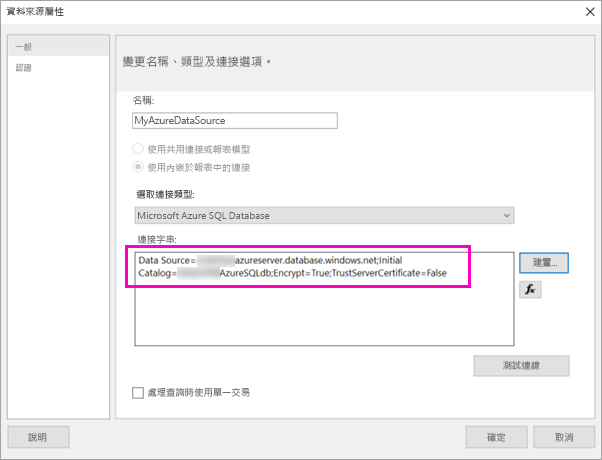 資料來源屬性
一般
認證
變更名稱、類型及連接選項。
名稱:
MyAzureDataSource
使用共用連接或報表模型
使用內嵌於報表中的連接
選取連接類型:
Microsoft Azure SQL Database
連接字串:
Data Source= azureserver.database.windows.net;Initial
Catalog= AzureSQLdb;Encrypt=True;TrustServerCertificate=False
建置...
fx
測試連線
處理查詢時使用單一交易
說明
確定
取消